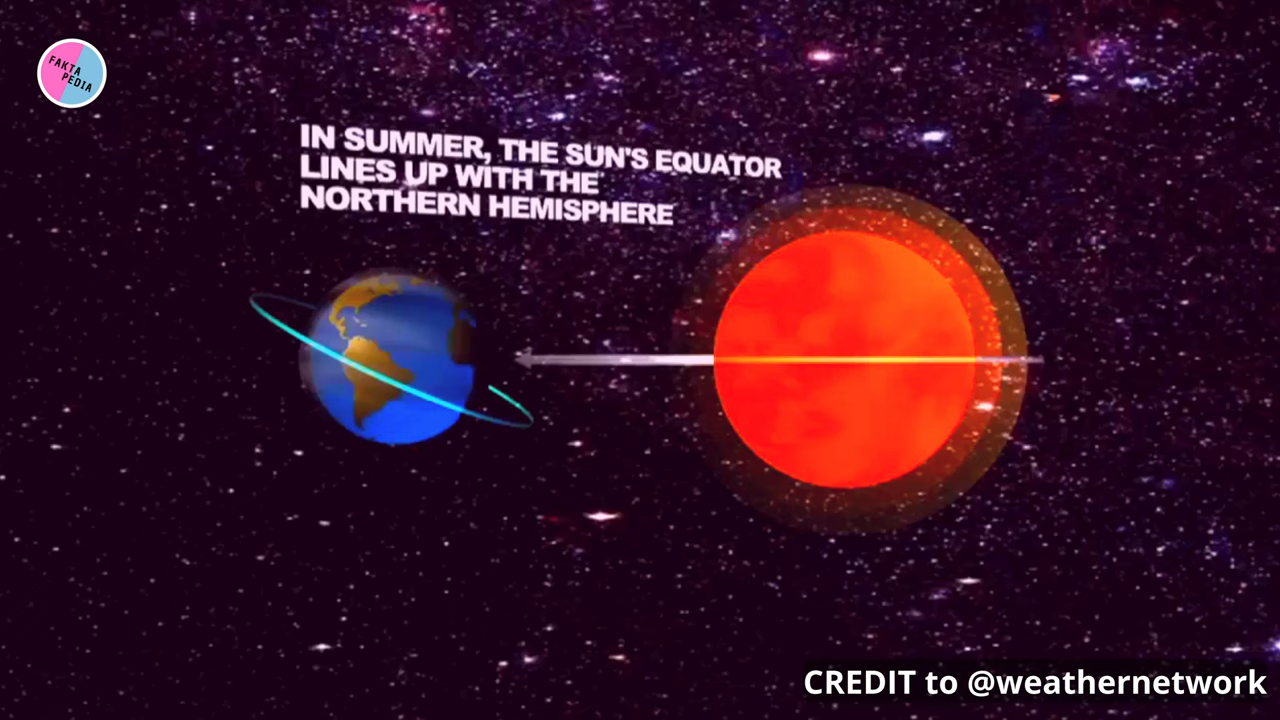 FAKTA
PEDIA
IN SUMMER, THE SUN'S EQUATOR
LINES UP WITH THE
NORTHERN HEMISPHERE
CREDIT to @weathernetwork